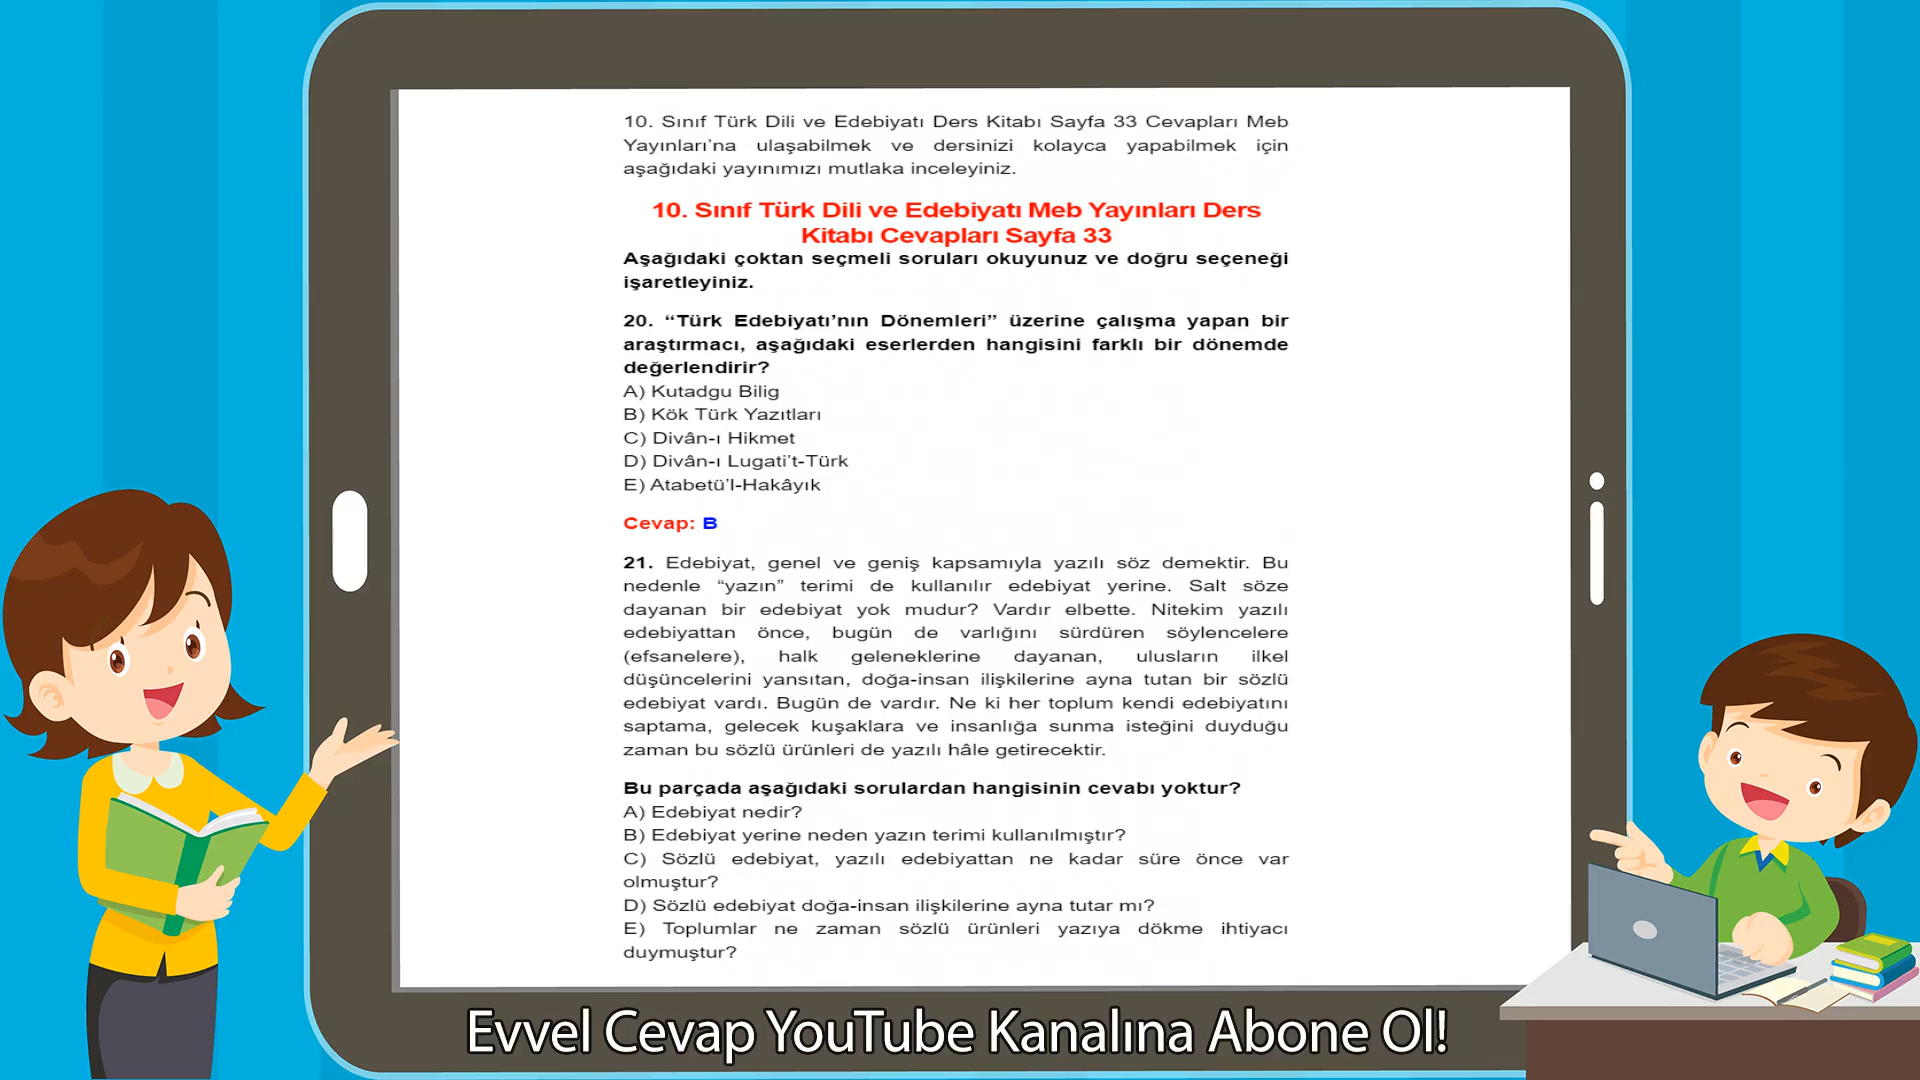 10. Sınıf Türk Dili ve Edebiyatı Ders Kitabı Sayfa 33 Cevapları Meb
Yayınları’na ulaşabilmek ve dersinizi kolayca yapabilmek için
aşağıdaki yayınımızı mutlaka inceleyiniz.
10. Sınıf Türk Dili ve Edebiyatı Meb Yayınları Ders
Kitabı Cevapları Sayfa 33
Aşağıdaki çoktan seçmeli soruları okuyunuz ve doğru seçeneği
işaretleyiniz.
20. “Türk Edebiyatı’nın Dönemleri” üzerine çalışma yapan bir
araştırmacı, aşağıdaki eserlerden hangisini farklı bir dönemde
değerlendirir?
A) Kutadgu Bilig
B) Kök Türk Yazıtları
C) Divân-ı Hikmet
D) Divân-ı Lugati’t-Türk
E) Atabetü’l-Hakâyık
Cevap: B
21. Edebiyat, genel ve geniş kapsamıyla yazılı söz demektir. Bu
nedenle “yazın” terimi de kullanılır edebiyat yerine. Salt söze
dayanan bir edebiyat yok mudur? Vardır elbette. Nitekim yazılı
edebiyattan önce, bugün de varlığını sürdüren söylencelere
(efsanelere), halk geleneklerine dayanan, ulusların ilkel
düşüncelerini yansıtan, doğa-insan ilişkilerine ayna tutan bir sözlü
edebiyat vardı. Bugün de vardır. Ne ki her toplum kendi edebiyatını
saptama, gelecek kuşaklara ve insanlığa sunma isteğini duyduğu
zaman bu sözlü ürünleri de yazılı hâle getirecektir.
Bu parçada aşağıdaki sorulardan hangisinin cevabı yoktur?
A) Edebiyat nedir?
B) Edebiyat yerine neden yazın terimi kullanılmıştır?
C) Sözlü edebiyat, yazılı edebiyattan ne kadar süre önce var
olmuştur?
D) Sözlü edebiyat doğa-insan ilişkilerine ayna tutar mı?
E) Toplumlar ne zaman sözlü ürünleri yazıya dökme ihtiyacı
duymuştur?
Evvel Cevap YouTube Kanalına Abone Ol!